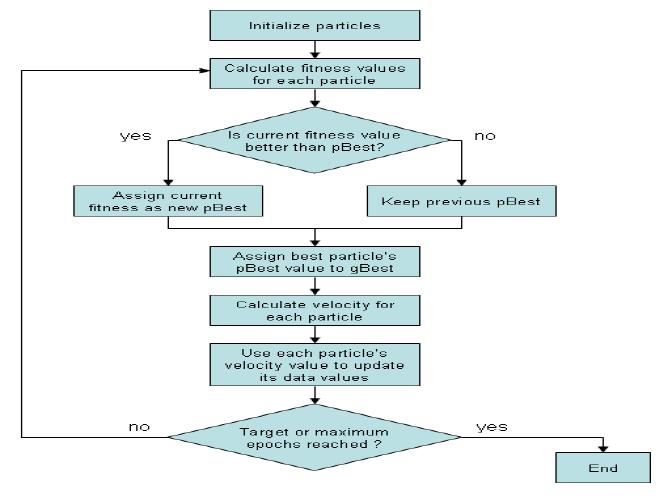 Initialize particles
Calculate fitness values
for each particle
Is current fitness value
better than pBest?
yes
no
Assign current
fitness as new pBest
Keep previous pBest
Assign best particle's
pBest value to gBest
Calculate velocity for
each particle
Use each particle's
velocity value to update
its data values
Target or maximum
epochs reached ?
no
yes
End